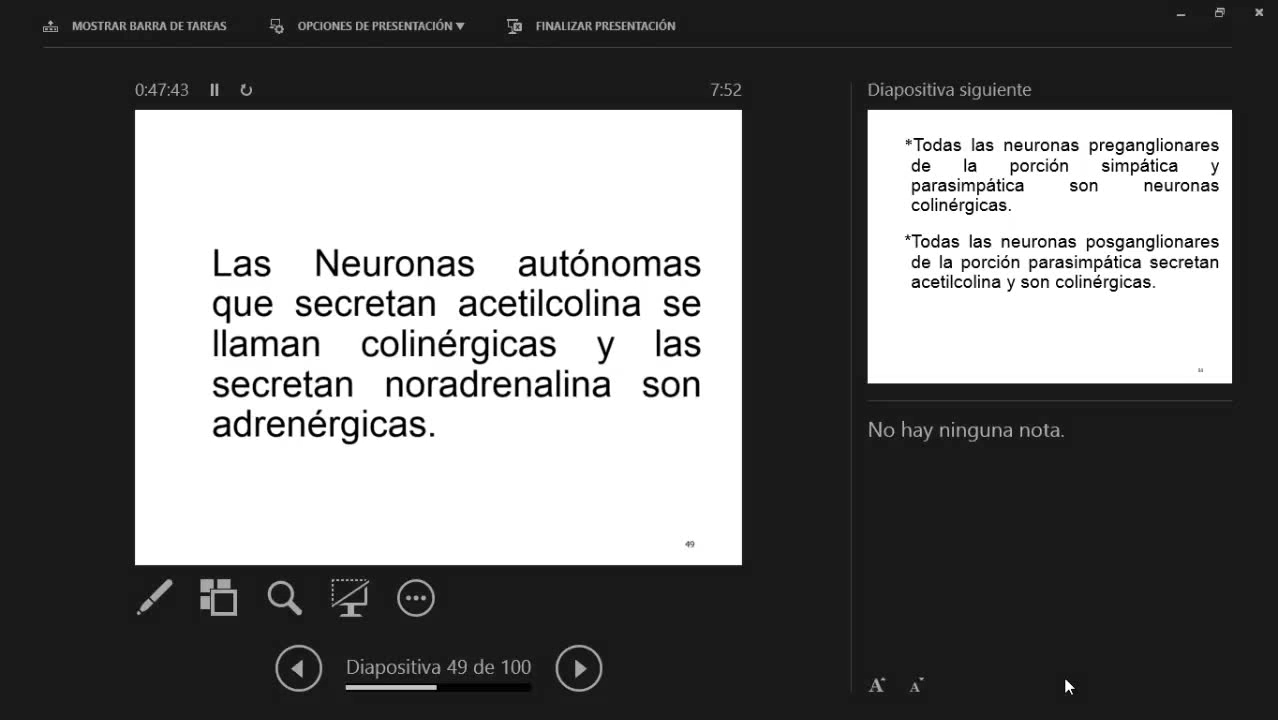 MOSTRAR BARRA DE TAREAS
OPCIONES DE PRESENTACIÓN
FINALIZAR PRESENTACIÓN
0:47:43
7:52
Las Neuronas autónomas
que secretan acetilcolina se
llaman colinérgicas y las
secretan noradrenalina son
adrenérgicas.
49
Diapositiva 49 de 100
Diapositiva siguiente
*Todas las neuronas preganglionares
de la porción simpática y
parasimpática son neuronas
colinérgicas.
*Todas las neuronas posganglionares
de la porción parasimpática secretan
acetilcolina y son colinérgicas.
No hay ninguna nota.
A A